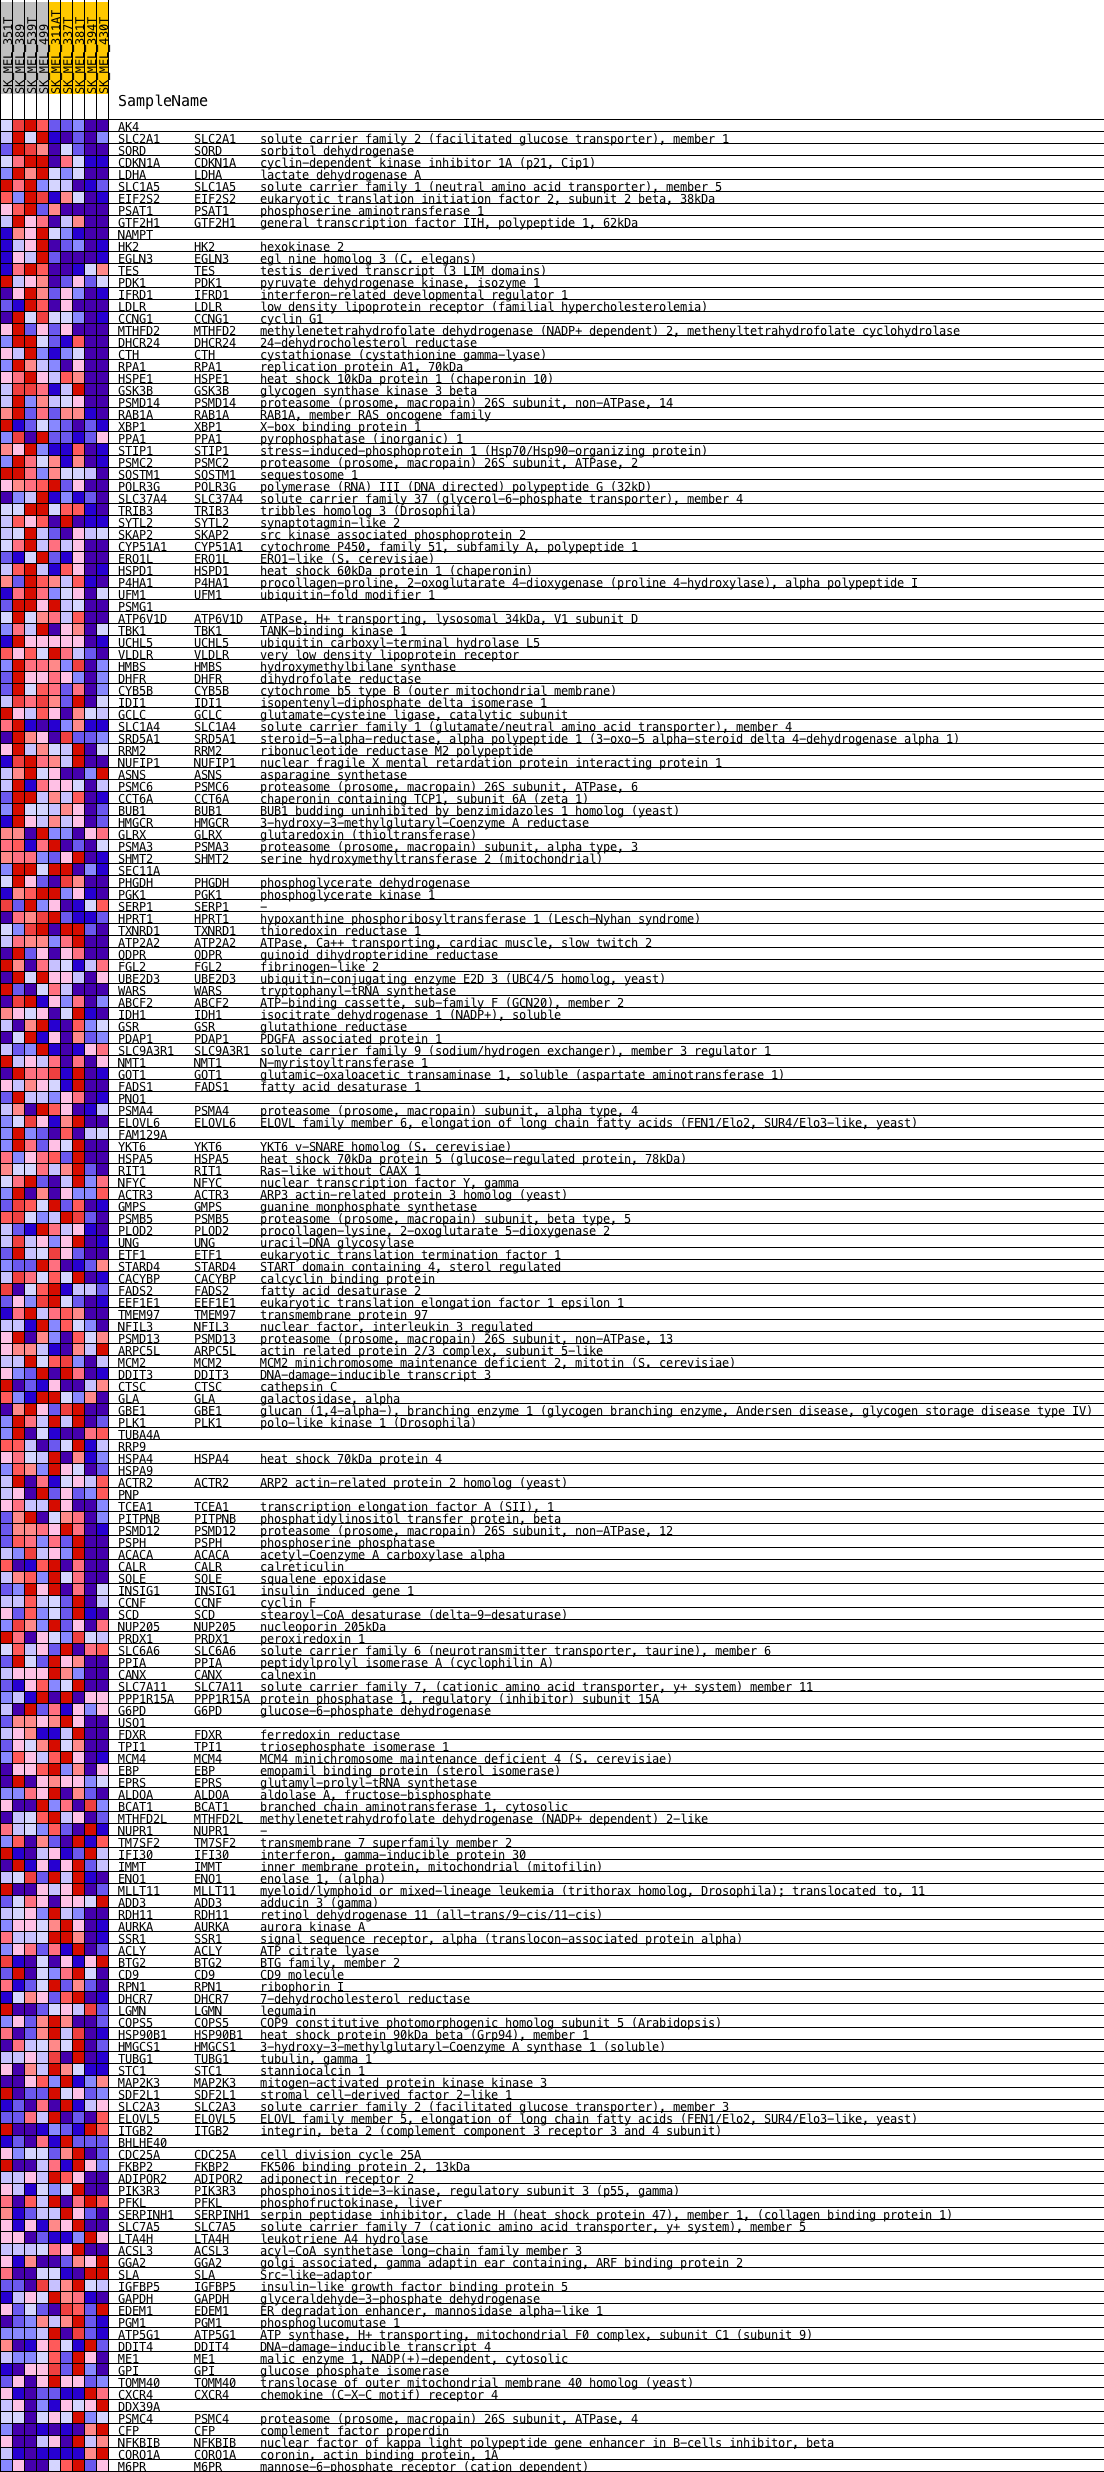 SK_MEL_351T
SK_MEL_389
SK_MEL_539T
SK_MEL_499
SK_MEL_311AT
SK_MEL_337T
SK_MEL_381T
SK_MEL_394T
SK_MEL_430T
SampleName
AK4
SLC2A1 SLC2A1 solute carrier family 2 (facilitated glucose transporter), member 1
SORD SORD sorbitol dehydrogenase
CDKN1A CDKN1A cyclin-dependent kinase inhibitor 1A (p21, Cip1)
LDHA LDHA lactate dehydrogenase A
SLC1A5 SLC1A5 solute carrier family 1 (neutral amino acid transporter), member 5
EIF2S2 EIF2S2 eukaryotic translation initiation factor 2, subunit 2 beta, 38kDa
PSAT1 PSAT1 phosphoserine aminotransferase 1
GTF2H1 GTF2H1 general transcription factor IIH, polypeptide 1, 62kDa
NAMPT
HK2 HK2 hexokinase 2
EGLN3 EGLN3 egl nine homolog 3 (C. elegans)
TES TES testis derived transcript (3 LIM domains)
PDK1 PDK1 pyruvate dehydrogenase kinase, isozyme 1
IFRD1 IFRD1 interferon-related developmental regulator 1
LDLR LDLR low density lipoprotein receptor (familial hypercholesterolemia)
CCNG1 CCNG1 cyclin G1
MTHFD2 MTHFD2 methylenetetrahydrofolate dehydrogenase (NADP+ dependent) 2, methenyltetrahydrofolate cyclohydrolase
DHCR24 DHCR24 24-dehydrocholesterol reductase
CTH CTH cystathionase (cystathionine gamma-lyase)
RPA1 RPA1 replication protein A1, 70kDa
HSPE1 HSPE1 heat shock 10kDa protein 1 (chaperonin 10)
GSK3B GSK3B glycogen synthase kinase 3 beta
PSMD14 PSMD14 proteasome (prosome, macropain) 26S subunit, non-ATPase, 14
RAB1A RAB1A RAB1A, member RAS oncogene family
XBP1 XBP1 X-box binding protein 1
PPA1 PPA1 pyrophosphatase (inorganic) 1
STIP1 STIP1 stress-induced-phosphoprotein 1 (Hsp70/Hsp90-organizing protein)
PSMC2 PSMC2 proteasome (prosome, macropain) 26S subunit, ATPase, 2
SQSTM1 SQSTM1 sequestosome 1
POLR3G POLR3G polymerase (RNA) III (DNA directed) polypeptide G (32kD)
SLC37A4 SLC37A4 solute carrier family 37 (glycerol-6-phosphate transporter), member 4
TRIB3 TRIB3 tribbles homolog 3 (Drosophila)
SYTL2 SYTL2 synaptotagmin-like 2
SKAP2 SKAP2 src kinase associated phosphoprotein 2
CYP51A1 CYP51A1 cytochrome P450, family 51, subfamily A, polypeptide 1
ERO1L ERO1L ERO1-like (S. cerevisiae)
HSPD1 HSPD1 heat shock 60kDa protein 1 (chaperonin)
P4HA1 P4HA1 procollagen-proline, 2-oxoglutarate 4-dioxygenase (proline 4-hydroxylase), alpha polypeptide I
UFM1 UFM1 ubiquitin-fold modifier 1
PSMG1
ATP6V1D ATP6V1D ATPase, H+ transporting, lysosomal 34kDa, V1 subunit D
TBK1 TBK1 TANK-binding kinase 1
UCHL5 UCHL5 ubiquitin carboxyl-terminal hydrolase L5
VLDLR VLDLR very low density lipoprotein receptor
HMBS HMBS hydroxymethylbilane synthase
DHFR DHFR dihydrofolate reductase
CYB5B CYB5B cytochrome b5 type B (outer mitochondrial membrane)
IDI1 IDI1 isopentenyl-diphosphate delta isomerase 1
GCLC GCLC glutamate-cysteine ligase, catalytic subunit
SLC1A4 SLC1A4 solute carrier family 1 (glutamate/neutral amino acid transporter), member 4
SRD5A1 SRD5A1 steroid-5-alpha-reductase, alpha polypeptide 1 (3-oxo-5 alpha-steroid delta 4-dehydrogenase alpha 1)
RRM2 RRM2 ribonucleotide reductase M2 polypeptide
NUFIP1 NUFIP1 nuclear fragile X mental retardation protein interacting protein 1
ASNS ASNS asparagine synthetase
PSMC6 PSMC6 proteasome (prosome, macropain) 26S subunit, ATPase, 6
CCT6A CCT6A chaperonin containing TCP1, subunit 6A (zeta 1)
BUB1 BUB1 BUB1 budding uninhibited by benzimidazoles 1 homolog (yeast)
HMGCR HMGCR 3-hydroxy-3-methylglutaryl-Coenzyme A reductase
GLRX GLRX glutaredoxin (thioltransferase)
PSMA3 PSMA3 proteasome (prosome, macropain) subunit, alpha type, 3
SHMT2 SHMT2 serine hydroxymethyltransferase 2 (mitochondrial)
SEC11A
PHGDH PHGDH phosphoglycerate dehydrogenase
PGK1 PGK1 phosphoglycerate kinase 1
SERP1 SERP1 -
HPRT1 HPRT1 hypoxanthine phosphoribosyltransferase 1 (Lesch-Nyhan syndrome)
TXNRD1 TXNRD1 thioredoxin reductase 1
ATP2A2 ATP2A2 ATPase, Ca++ transporting, cardiac muscle, slow twitch 2
QDPR QDPR quinoid dihydropteridine reductase
FGL2 FGL2 fibrinogen-like 2
UBE2D3 UBE2D3 ubiquitin-conjugating enzyme E2D 3 (UBC4/5 homolog, yeast)
WARS WARS tryptophanyl-tRNA synthetase
ABCF2 ABCF2 ATP-binding cassette, sub-family F (GCN20), member 2
IDH1 IDH1 isocitrate dehydrogenase 1 (NADP+), soluble
GSR GSR glutathione reductase
PDAP1 PDAP1 PDGFA associated protein 1
SLC9A3R1 SLC9A3R1 solute carrier family 9 (sodium/hydrogen exchanger), member 3 regulator 1
NMT1 NMT1 N-myristoyltransferase 1
GOT1 GOT1 glutamic-oxaloacetic transaminase 1, soluble (aspartate aminotransferase 1)
FADS1 FADS1 fatty acid desaturase 1
PNO1
PSMA4 PSMA4 proteasome (prosome, macropain) subunit, alpha type, 4
ELOVL6 ELOVL6 ELOVL family member 6, elongation of long chain fatty acids (FEN1/Elo2, SUR4/Elo3-like, yeast)
FAM129A
YKT6 YKT6 YKT6 v-SNARE homolog (S. cerevisiae)
HSPA5 HSPA5 heat shock 70kDa protein 5 (glucose-regulated protein, 78kDa)
RIT1 RIT1 Ras-like without CAAX 1
NFYC NFYC nuclear transcription factor Y, gamma
ACTR3 ACTR3 ARP3 actin-related protein 3 homolog (yeast)
GMPS GMPS guanine monphosphate synthetase
PSMB5 PSMB5 proteasome (prosome, macropain) subunit, beta type, 5
PLOD2 PLOD2 procollagen-lysine, 2-oxoglutarate 5-dioxygenase 2
UNG UNG uracil-DNA glycosylase
ETF1 ETF1 eukaryotic translation termination factor 1
STARD4 STARD4 START domain containing 4, sterol regulated
CACYBP CACYBP calcyclin binding protein
FADS2 FADS2 fatty acid desaturase 2
EEF1E1 EEF1E1 eukaryotic translation elongation factor 1 epsilon 1
TMEM97 TMEM97 transmembrane protein 97
NFIL3 NFIL3 nuclear factor, interleukin 3 regulated
PSMD13 PSMD13 proteasome (prosome, macropain) 26S subunit, non-ATPase, 13
ARPC5L ARPC5L actin related protein 2/3 complex, subunit 5-like
MCM2 MCM2 MCM2 minichromosome maintenance deficient 2, mitotin (S. cerevisiae)
DDIT3 DDIT3 DNA-damage-inducible transcript 3
CTSC CTSC cathepsin C
GLA GLA galactosidase, alpha
GBE1 GBE1 glucan (1,4-alpha-), branching enzyme 1 (glycogen branching enzyme, Andersen disease, glycogen storage disease type IV)
PLK1 PLK1 polo-like kinase 1 (Drosophila)
TUBA4A
RRP9
HSPA4 HSPA4 heat shock 70kDa protein 4
HSPA9
ACTR2 ACTR2 ARP2 actin-related protein 2 homolog (yeast)
PNP
TCEA1 TCEA1 transcription elongation factor A (SII), 1
PITPNB PITPNB phosphatidylinositol transfer protein, beta
PSMD12 PSMD12 proteasome (prosome, macropain) 26S subunit, non-ATPase, 12
PSPH PSPH phosphoserine phosphatase
ACACA ACACA acetyl-Coenzyme A carboxylase alpha
CALR CALR calreticulin
SQLE SQLE squalene epoxidase
INSIG1 INSIG1 insulin induced gene 1
CCNF CCNF cyclin F
SCD SCD stearoyl-CoA desaturase (delta-9-desaturase)
NUP205 NUP205 nucleoporin 205kDa
PRDX1 PRDX1 peroxiredoxin 1
SLC6A6 SLC6A6 solute carrier family 6 (neurotransmitter transporter, taurine), member 6
PPIA PPIA peptidylprolyl isomerase A (cyclophilin A)
CANX CANX calnexin
SLC7A11 SLC7A11 solute carrier family 7, (cationic amino acid transporter, y+ system) member 11
PPP1R15A PPP1R15A protein phosphatase 1, regulatory (inhibitor) subunit 15A
G6PD G6PD glucose-6-phosphate dehydrogenase
USO1
FDXR FDXR ferredoxin reductase
TPI1 TPI1 triosephosphate isomerase 1
MCM4 MCM4 MCM4 minichromosome maintenance deficient 4 (S. cerevisiae)
EBP EBP emopamil binding protein (sterol isomerase)
EPRS EPRS glutamyl-prolyl-tRNA synthetase
ALDOA ALDOA aldolase A, fructose-bisphosphate
BCAT1 BCAT1 branched chain aminotransferase 1, cytosolic
MTHFD2L MTHFD2L methylenetetrahydrofolate dehydrogenase (NADP+ dependent) 2-like
NUPR1 NUPR1 -
TM7SF2 TM7SF2 transmembrane 7 superfamily member 2
IFI30 IFI30 interferon, gamma-inducible protein 30
IMMT IMMT inner membrane protein, mitochondrial (mitofilin)
ENO1 ENO1 enolase 1, (alpha)
MLLT11 MLLT11 myeloid/lymphoid or mixed-lineage leukemia (trithorax homolog, Drosophila); translocated to, 11
ADD3 ADD3 adducin 3 (gamma)
RDH11 RDH11 retinol dehydrogenase 11 (all-trans/9-cis/11-cis)
AURKA AURKA aurora kinase A
SSR1 SSR1 signal sequence receptor, alpha (translocon-associated protein alpha)
ACLY ACLY ATP citrate lyase
BTG2 BTG2 BTG family, member 2
CD9 CD9 CD9 molecule
RPN1 RPN1 ribophorin I
DHCR7 DHCR7 7-dehydrocholesterol reductase
LGMN LGMN legumain
COPS5 COPS5 COP9 constitutive photomorphogenic homolog subunit 5 (Arabidopsis)
HSP90B1 HSP90B1 heat shock protein 90kDa beta (Grp94), member 1
HMGCS1 HMGCS1 3-hydroxy-3-methylglutaryl-Coenzyme A synthase 1 (soluble)
TUBG1 TUBG1 tubulin, gamma 1
STC1 STC1 stanniocalcin 1
MAP2K3 MAP2K3 mitogen-activated protein kinase kinase 3
SDF2L1 SDF2L1 stromal cell-derived factor 2-like 1
SLC2A3 SLC2A3 solute carrier family 2 (facilitated glucose transporter), member 3
ELOVL5 ELOVL5 ELOVL family member 5, elongation of long chain fatty acids (FEN1/Elo2, SUR4/Elo3-like, yeast)
ITGB2 ITGB2 integrin, beta 2 (complement component 3 receptor 3 and 4 subunit)
BHLHE40
CDC25A CDC25A cell division cycle 25A
FKBP2 FKBP2 FK506 binding protein 2, 13kDa
ADIPOR2 ADIPOR2 adiponectin receptor 2
PIK3R3 PIK3R3 phosphoinositide-3-kinase, regulatory subunit 3 (p55, gamma)
PFKL PFKL phosphofructokinase, liver
SERPINH1 SERPINH1 serpin peptidase inhibitor, clade H (heat shock protein 47), member 1, (collagen binding protein 1)
SLC7A5 SLC7A5 solute carrier family 7 (cationic amino acid transporter, y+ system), member 5
LTA4H LTA4H leukotriene A4 hydrolase
ACSL3 ACSL3 acyl-CoA synthetase long-chain family member 3
GGA2 GGA2 golgi associated, gamma adaptin ear containing, ARF binding protein 2
SLA SLA Src-like-adaptor
IGFBP5 IGFBP5 insulin-like growth factor binding protein 5
GAPDH GAPDH glyceraldehyde-3-phosphate dehydrogenase
EDEM1 EDEM1 ER degradation enhancer, mannosidase alpha-like 1
PGM1 PGM1 phosphoglucomutase 1
ATP5G1 ATP5G1 ATP synthase, H+ transporting, mitochondrial F0 complex, subunit C1 (subunit 9)
DDIT4 DDIT4 DNA-damage-inducible transcript 4
ME1 ME1 malic enzyme 1, NADP(+)-dependent, cytosolic
GPI GPI glucose phosphate isomerase
TOMM40 TOMM40 translocase of outer mitochondrial membrane 40 homolog (yeast)
CXCR4 CXCR4 chemokine (C-X-C motif) receptor 4
DDX39A
PSMC4 PSMC4 proteasome (prosome, macropain) 26S subunit, ATPase, 4
CFP CFP complement factor properdin
NFKBIB NFKBIB nuclear factor of kappa light polypeptide gene enhancer in B-cells inhibitor, beta
CORO1A CORO1A coronin, actin binding protein, 1A
M6PR M6PR mannose-6-phosphate receptor (cation dependent)